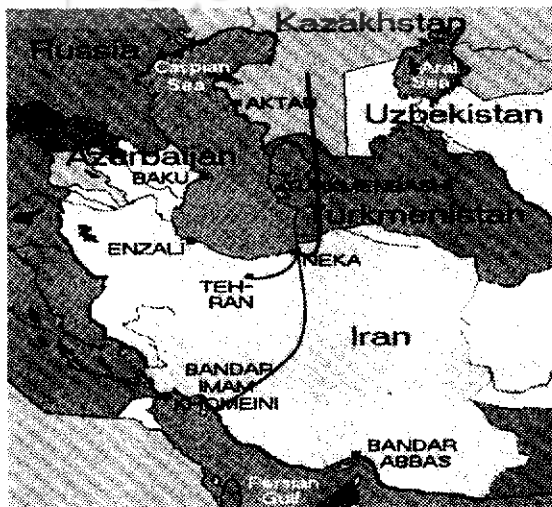 Kazakhstan
Russia
Caspian
Sea
Aral
Sea
AKTAU
Uzbekistan
Azarbaijan
BAKU
Turkmenistan
ENZALI
NEKA
TEH-
RAN
Iran
BANDAR
IMAM
KHOMEINI
BANDAR
ABBAS
Persian
Gulf